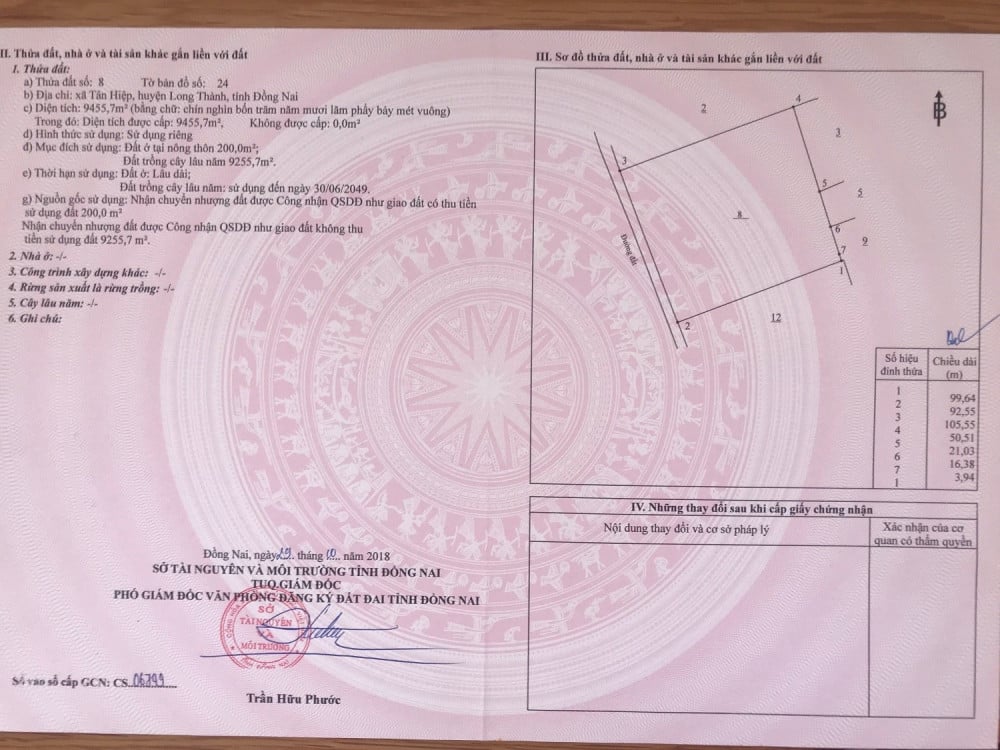 II. Thửa đất, nhà ở và tài sản khác gắn liền với đất
1. Thửa đất:
a) Thửa đất số: 8 Tờ bản đồ số: 24
b) Địa chỉ: xã Tân Hiệp, huyện Long Thành, tỉnh Đồng Nai
c) Diện tích: 9455,7m² (bằng chữ: chín nghìn bốn trăm năm mươi lăm phẩy bảy mét vuông)
Trong đó: Diện tích được cấp: 9455,7m², Không được cấp: 0,0m²
d) Hình thức sử dụng: Sử dụng riêng
đ) Mục đích sử dụng: Đất ở tại nông thôn 200,0m²;
Đất trồng cây lâu năm 9255,7m².
e) Thời hạn sử dụng: Đất ở: Lâu dài;
Đất trồng cây lâu năm: sử dụng đến ngày 30/06/2049.
g) Nguồn gốc sử dụng: Nhận chuyển nhượng đất được Công nhận QSDĐ như giao đất có thu tiền
sử dụng đất 200,0 m²
Nhận chuyển nhượng đất được Công nhận QSDĐ như giao đất không thu
tiền sử dụng đất 9255,7 m².
2. Nhà ở: -/-
3. Công trình xây dựng khác: -/-
4. Rừng sản xuất là rừng trồng: -/-
5. Cây lâu năm: -/-
6. Ghi chú:
Đồng Nai, ngày 29. tháng 10.. năm 2018
SỞ TÀI NGUYÊN VÀ MÔI TRƯỜNG TỈNH ĐỒNG NAI
TUQ.GIÁM ĐỐC
PHÓ GIÁM ĐỐC VĂN PHÒNG ĐĂNG KÝ ĐẤT ĐAI TỈNH ĐỒNG NAI
SỞ
TÀI NGUYÊN
VÀ
MÔI TRƯỜNG
TỈNH ĐỒNG NAI
Số vào sổ cấp GCN: CS 06799
Trần Hữu Phước
III. Sơ đồ thửa đất, nhà ở và tài sản khác gắn liền với đất
4
2
3
B
3
5
5
8
6
9
7
1
Đường đất
2
12
Số hiệu đỉnh thửa Chiều dài (m)
1
99,64
2
92,55
3
105,55
4
50,51
5
21,03
6
16,38
7
3,94
1
IV. Những thay đổi sau khi cấp giấy chứng nhận
Nội dung thay đổi và cơ sở pháp lý
Xác nhận của cơ
quan có thẩm quyền